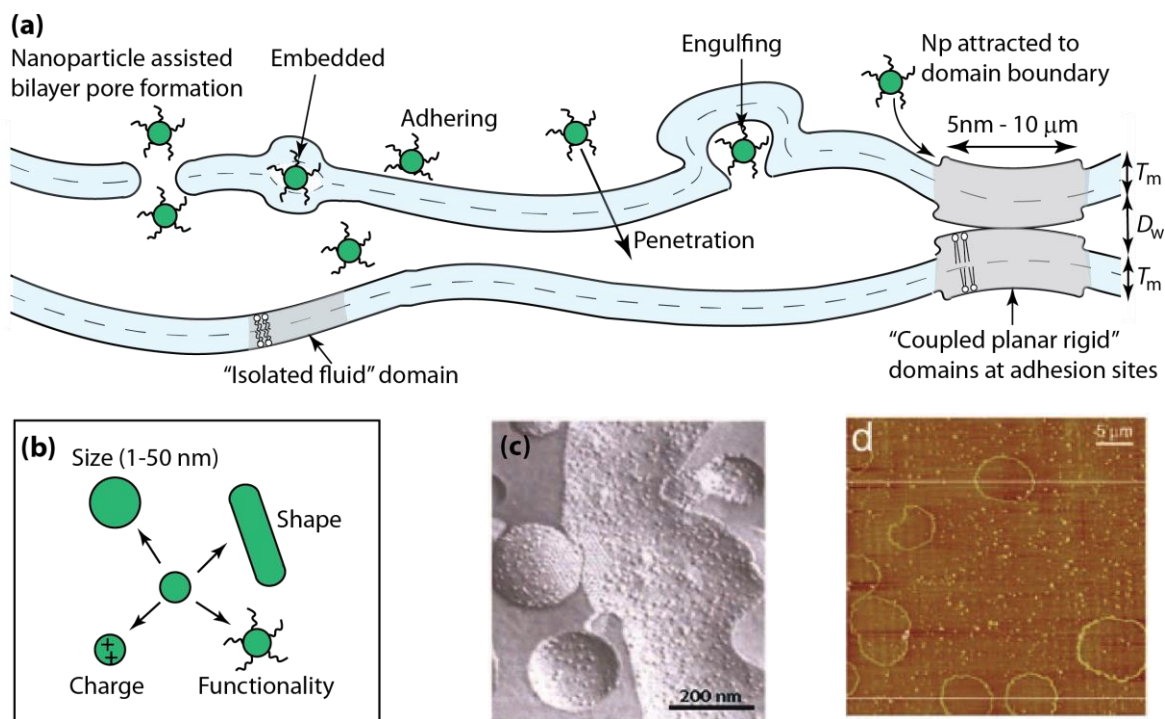 (a)
Nanoparticle assisted
bilayer pore formation
Embedded
Adhering
Engulfing
Np attracted to
domain boundary
5nm - 10 μm
Tm
Dw
Tm
Penetration
"Isolated fluid" domain
"Coupled planar rigid"
domains at adhesion sites
(b)
Size (1-50 nm)
Shape
++
Charge
Functionality
(c)
200 nm
d
5 μm